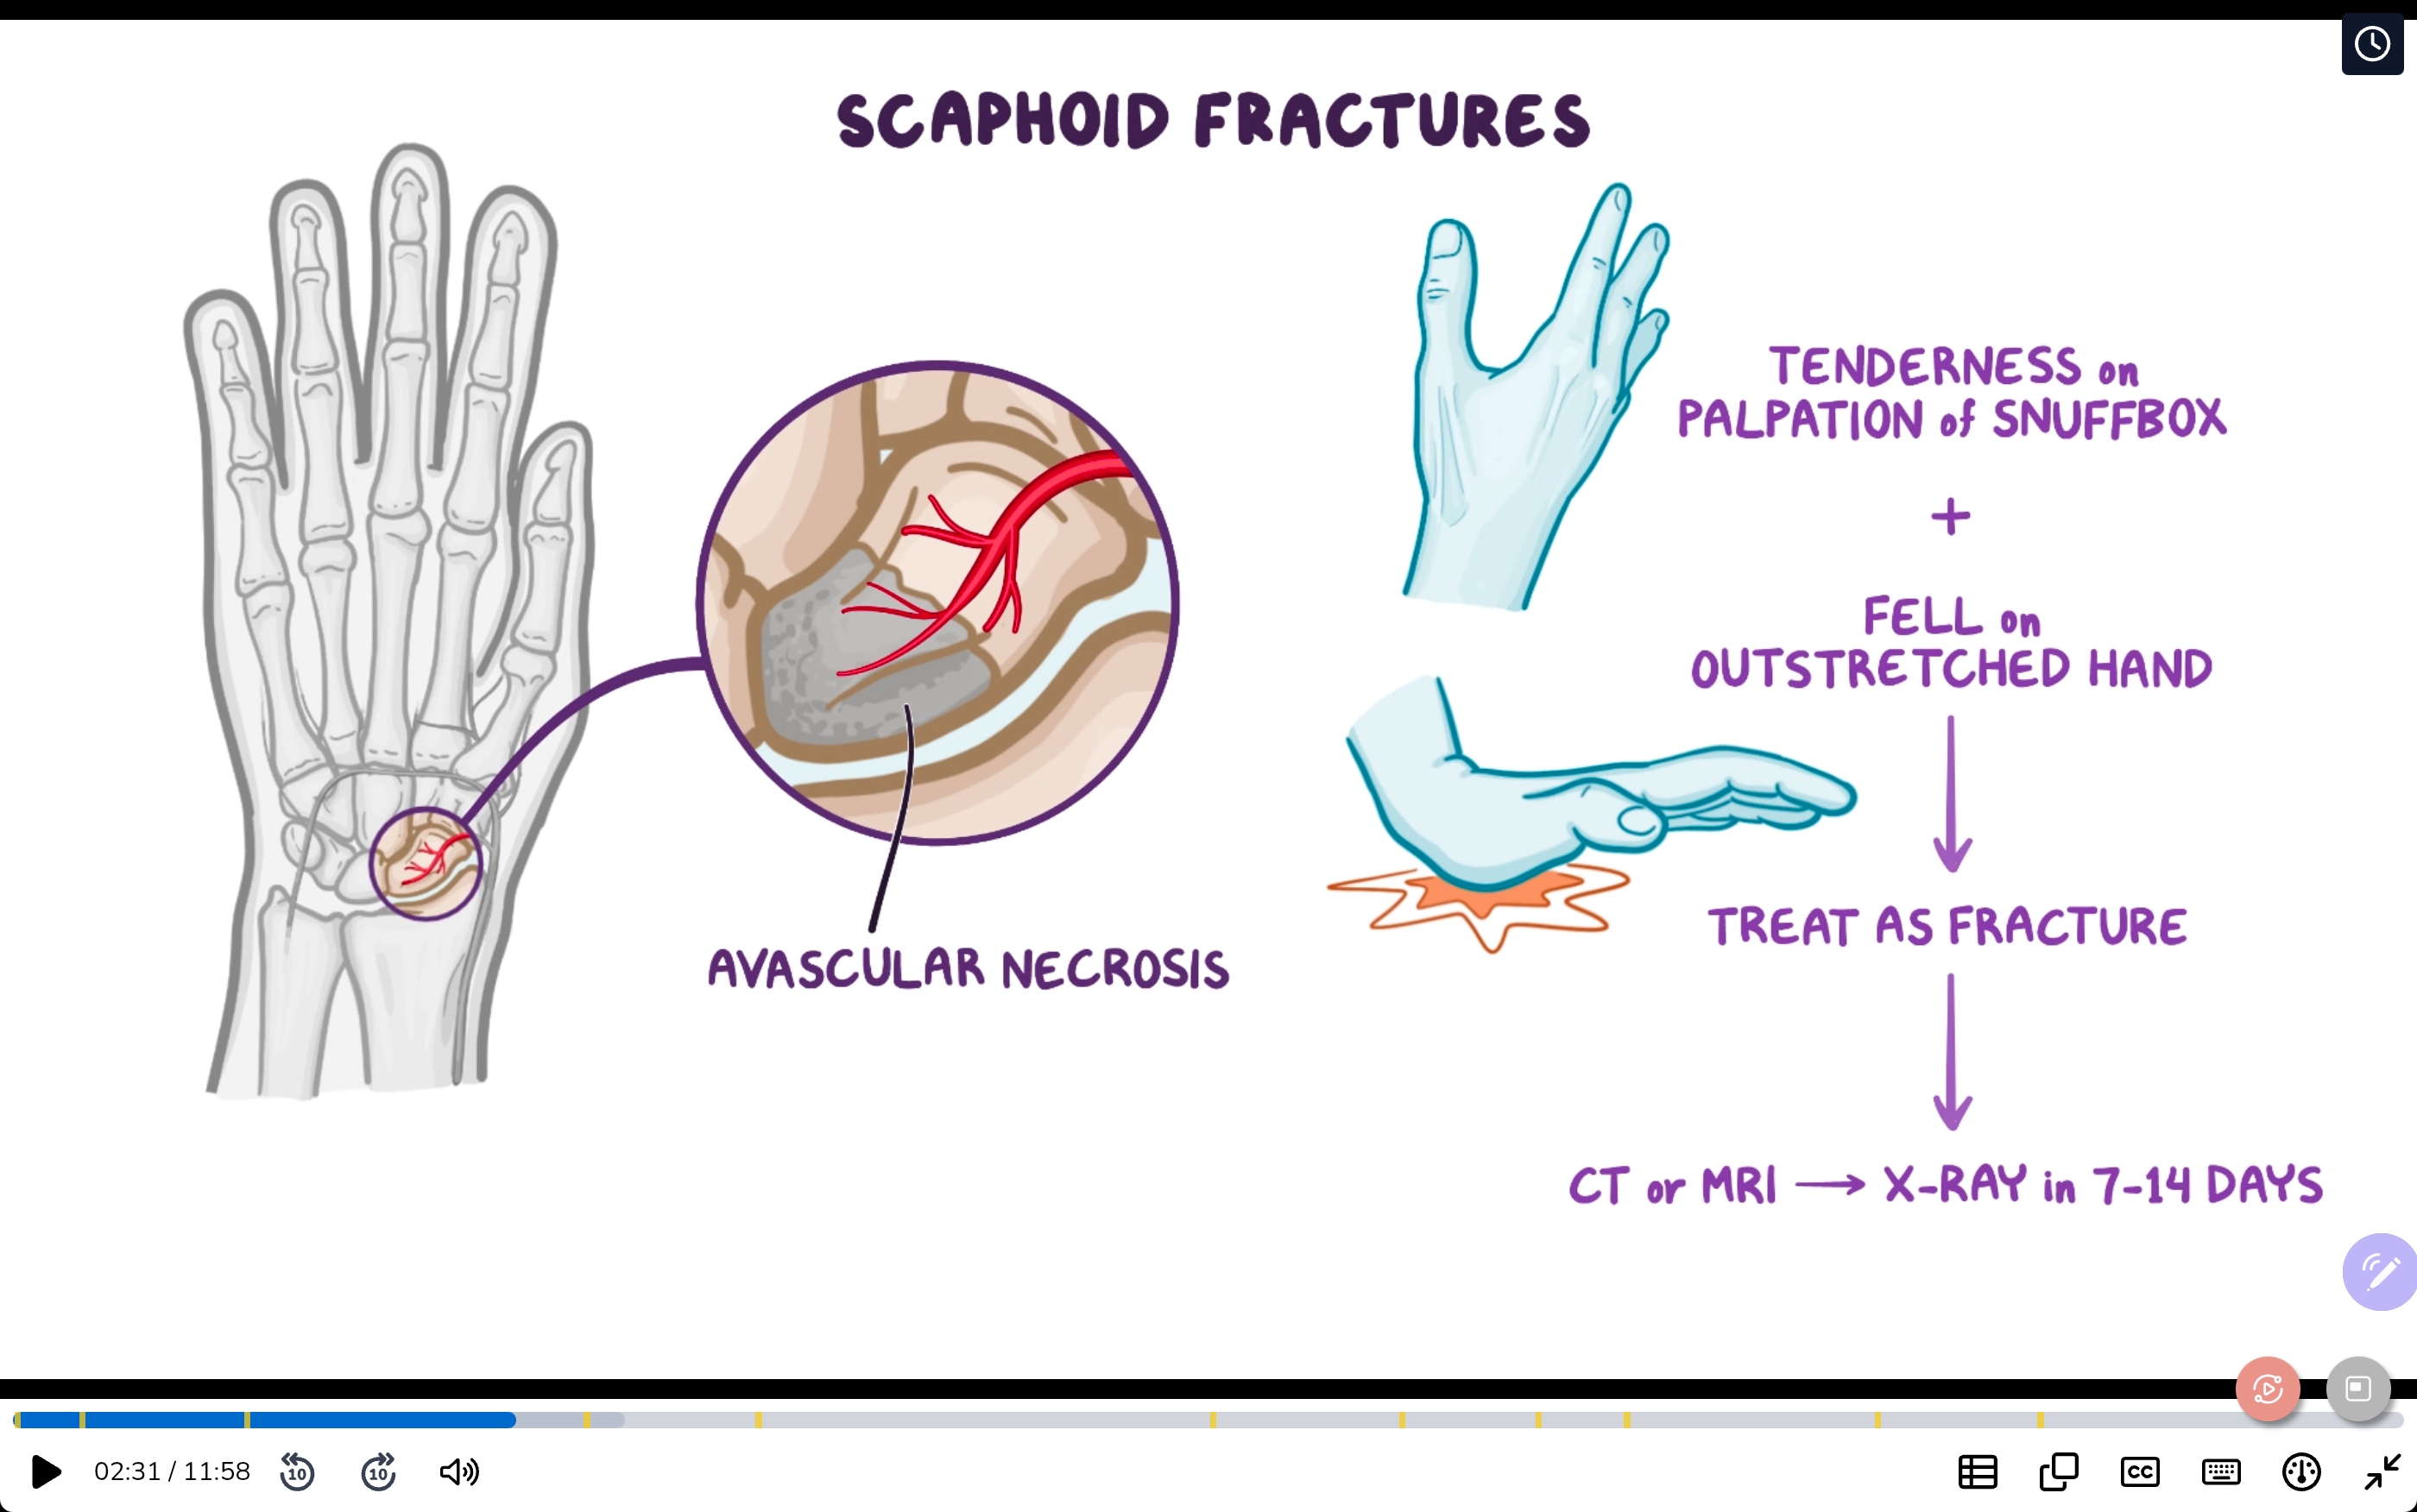 SCAPHOID FRACTURES
TENDERNESS on
PALPATION of SNUFFBOX
+
FELL on
OUTSTRETCHED HAND
TREAT AS FRACTURE
AVASCULAR NECROSIS
CT or MRI → X-RAY in 7-14 DAYS
02:31 / 11:58
10
10
CC